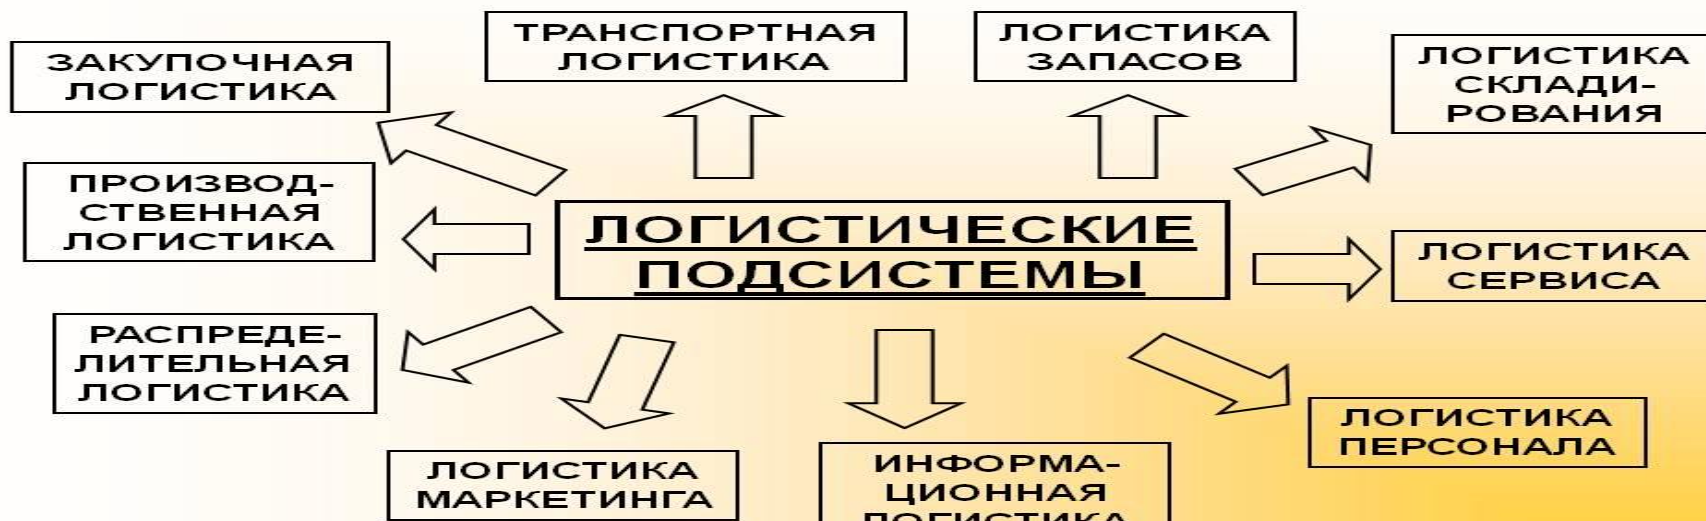 ЗАКУПОЧНАЯ
ЛОГИСТИКА
ТРАНСПОРТНАЯ
ЛОГИСТИКА
ЛОГИСТИКА
ЗАПАСОВ
ЛОГИСТИКА
СКЛАДИ-
РОВАНИЯ
ПРОИЗВОД-
СТВЕННАЯ
ЛОГИСТИКА
ЛОГИСТИЧЕСКИЕ
ПОДСИСТЕМЫ
ЛОГИСТИКА
СЕРВИСА
РАСПРЕДЕ-
ЛИТЕЛЬНАЯ
ЛОГИСТИКА
ЛОГИСТИКА
МАРКЕТИНГА
ИНФОРМА-
ЦИОННАЯ
ЛОГИСТИКА
ЛОГИСТИКА
ПЕРСОНАЛА